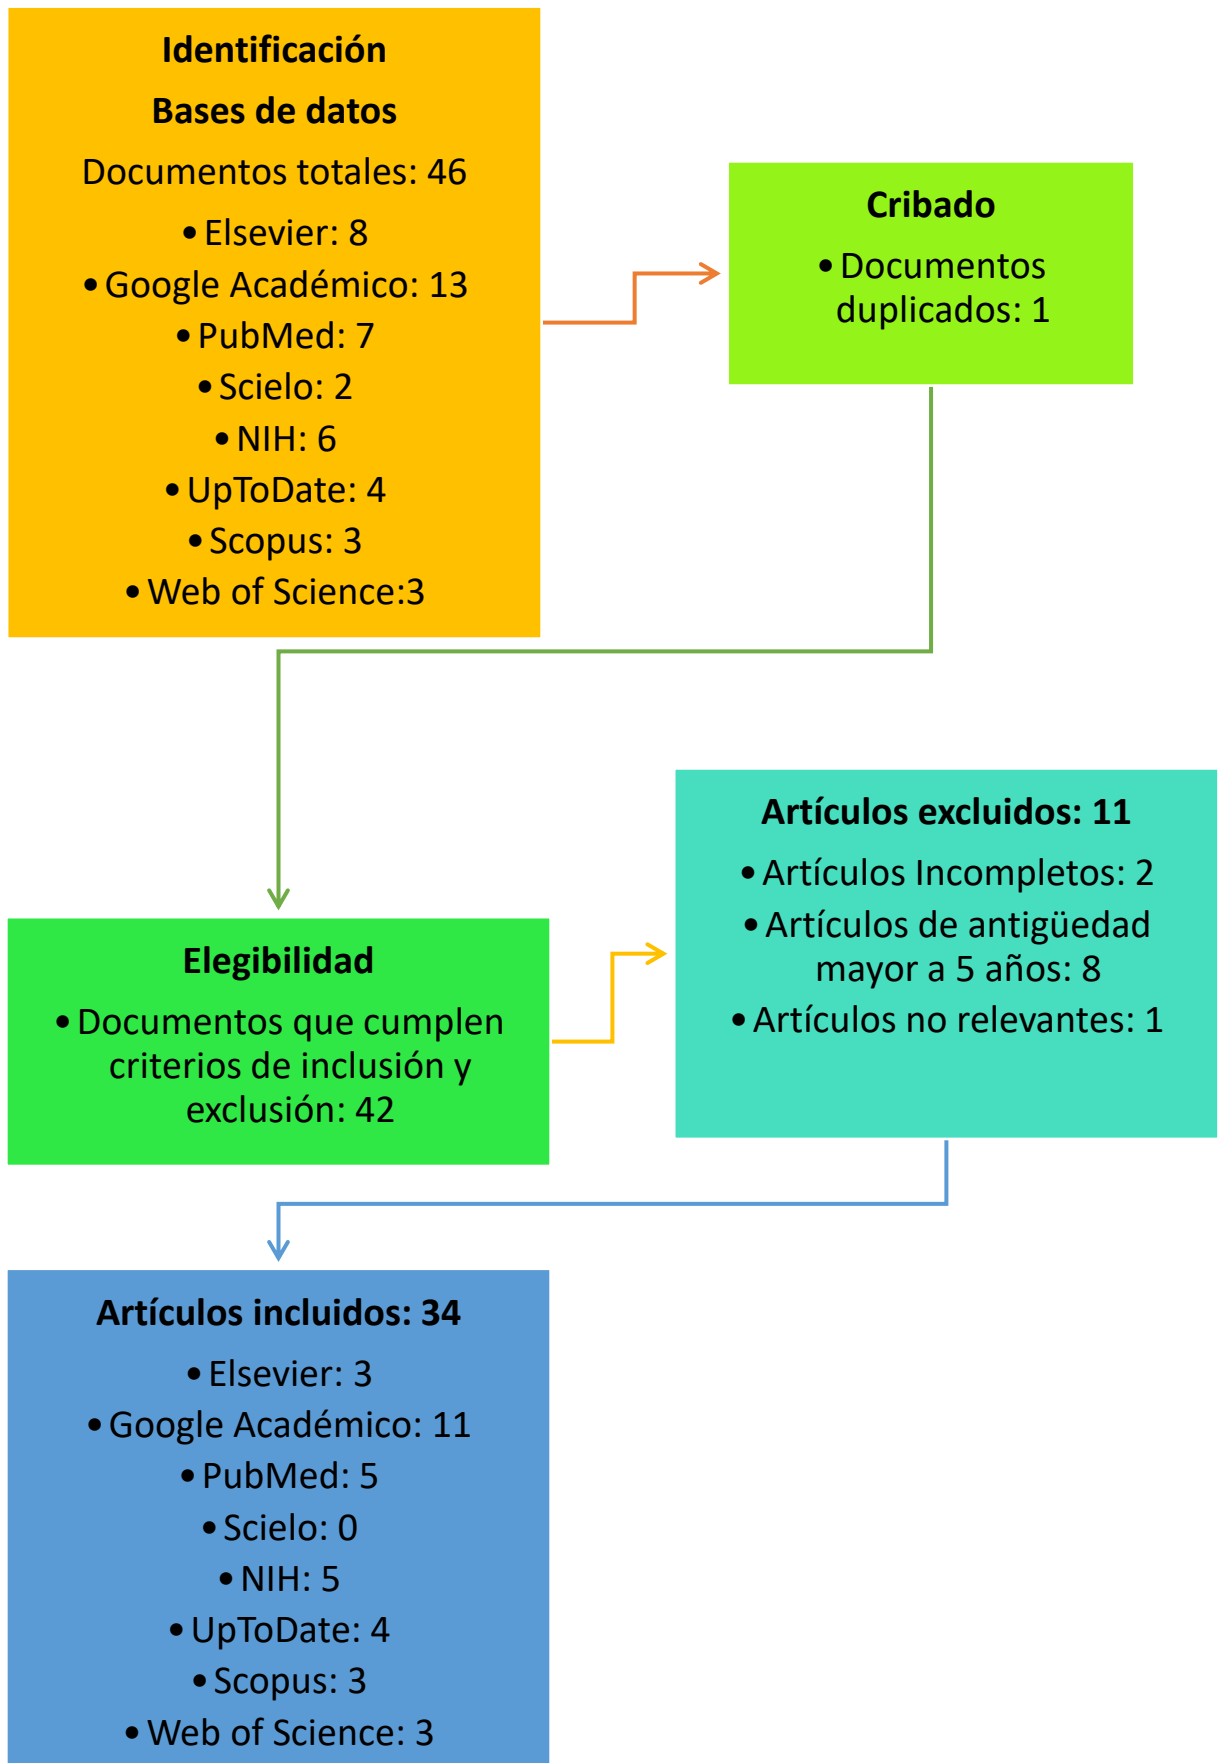 Identificación
Bases de datos
Documentos totales: 46
• Elsevier: 8
• Google Académico: 13
• PubMed: 7
• Scielo: 2
• NIH: 6
• UpToDate: 4
• Scopus: 3
• Web of Science:3
Cribado
• Documentos
duplicados: 1
Artículos excluidos: 11
• Artículos Incompletos: 2
• Artículos de antigüedad
mayor a 5 años: 8
• Artículos no relevantes: 1
Elegibilidad
• Documentos que cumplen
criterios de inclusión y
exclusión: 42
Artículos incluidos: 34
• Elsevier: 3
• Google Académico: 11
• PubMed: 5
• Scielo: 0
• NIH: 5
• UpToDate: 4
• Scopus: 3
• Web of Science: 3